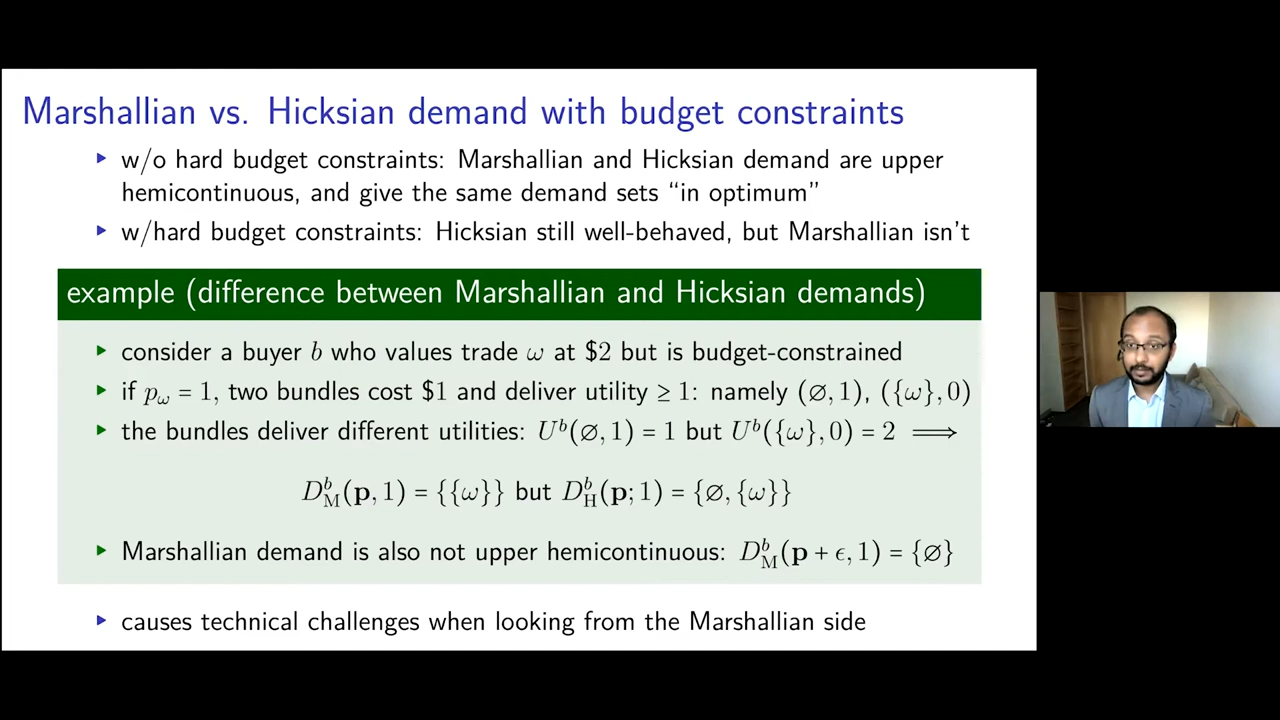 Marshallian vs. Hicksian demand with budget constraints
▸ w/o hard budget constraints: Marshallian and Hicksian demand are upper
hemicontinuous, and give the same demand sets “in optimum”
▸ w/hard budget constraints: Hicksian still well-behaved, but Marshallian isn’t
example (difference between Marshallian and Hicksian demands)
▸ consider a buyer b who values trade ω at $2 but is budget-constrained
▸ if p_ω = 1, two bundles cost $1 and deliver utility ≥ 1: namely (∅, 1), ({ω}, 0)
▸ the bundles deliver different utilities: U^b(∅, 1) = 1 but U^b({ω}, 0) = 2 ⟹
D^b_M(𝐩, 1) = {{ω}} but D^b_H(𝐩; 1) = {∅, {ω}}
▸ Marshallian demand is also not upper hemicontinuous: D^b_M(𝐩 + ϵ, 1) = {∅}
▸ causes technical challenges when looking from the Marshallian side